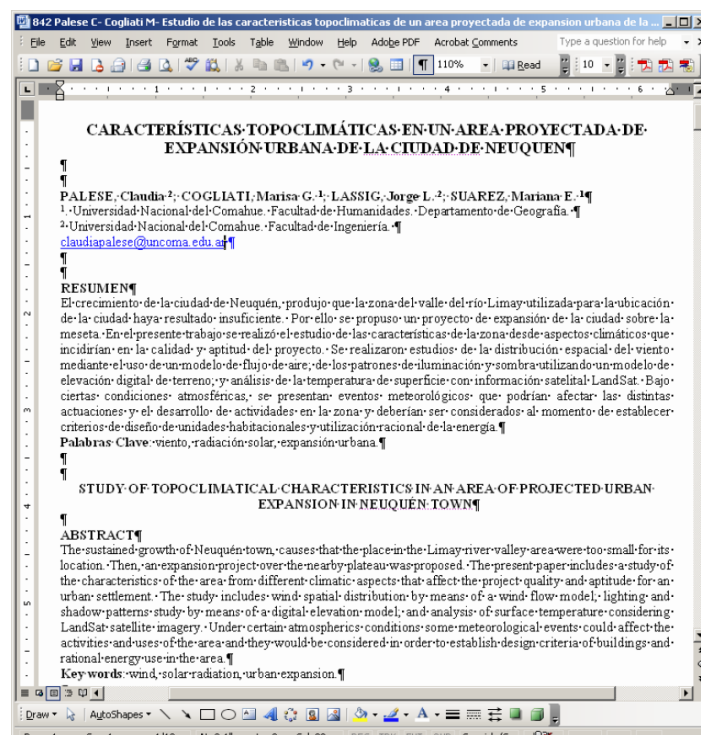 842 Palese C- Cogliati M- Estudio de las caracteristicas topoclimaticas de un area proyectada de expansion urbana de la ...
File Edit View Insert Format Tools Table Window Help Adobe PDF Acrobat Comments Type a question for help
110% Read 10
1 2 3 4 5 6
CARACTERÍSTICAS TOPOCLIMÁTICAS EN UN AREA PROYECTADA DE
EXPANSIÓN URBANA DE LA CIUDAD DE NEUQUEN¶
¶
¶
PALESE, Claudia ²; COGLIATI, Marisa G. ¹; LASSIG, Jorge L. ²; SUAREZ, Mariana E. ¹¶
¹. Universidad Nacional del Comahue. Facultad de Humanidades. Departamento de Geografía. ¶
² Universidad Nacional del Comahue. Facultad de Ingeniería. ¶
claudiapalese@uncoma.edu.ar¶
¶
¶
RESUMEN¶
El crecimiento de la ciudad de Neuquén, produjo que la zona del valle del río Limay utilizada para la ubicación
de la ciudad haya resultado insuficiente. Por ello se propuso un proyecto de expansión de la ciudad sobre la
meseta. En el presente trabajo se realizó el estudio de las características de la zona desde aspectos climáticos que
incidirían en la calidad y aptitud del proyecto. Se realizaron estudios de la distribución espacial del viento
mediante el uso de un modelo de flujo de aire; de los patrones de iluminación y sombra utilizando un modelo de
elevación digital de terreno; y análisis de la temperatura de superficie con información satelital LandSat. Bajo
ciertas condiciones atmosféricas, se presentan eventos meteorológicos que podrían afectar las distintas
actuaciones y el desarrollo de actividades en la zona y deberían ser considerados al momento de establecer
criterios de diseño de unidades habitacionales y utilización racional de la energía.¶
Palabras Clave: viento, radiación solar, expansión urbana.¶
¶
¶
STUDY OF TOPOCLIMATICAL CHARACTERISTICS IN AN AREA OF PROJECTED URBAN
EXPANSION IN NEUQUÉN TOWN¶
¶
ABSTRACT¶
The sustained growth of Neuquén town, causes that the place in the Limay river valley area were too small for its
location. Then, an expansion project over the nearby plateau was proposed. The present paper includes a study of
the characteristics of the area from different climatic aspects that affect the project quality and aptitude for an
urban settlement. The study includes wind spatial distribution by means of a wind flow model; lighting and
shadow patterns study by means of a digital elevation model; and analysis of surface temperature considering
LandSat satellite imagery. Under certain atmospherics conditions some meteorological events could affect the
activities and uses of the area and they would be considered in order to establish design criteria of buildings and
rational energy use in the area.¶
Key words: wind, solar radiation, urban expansion.¶
Draw AutoShapes